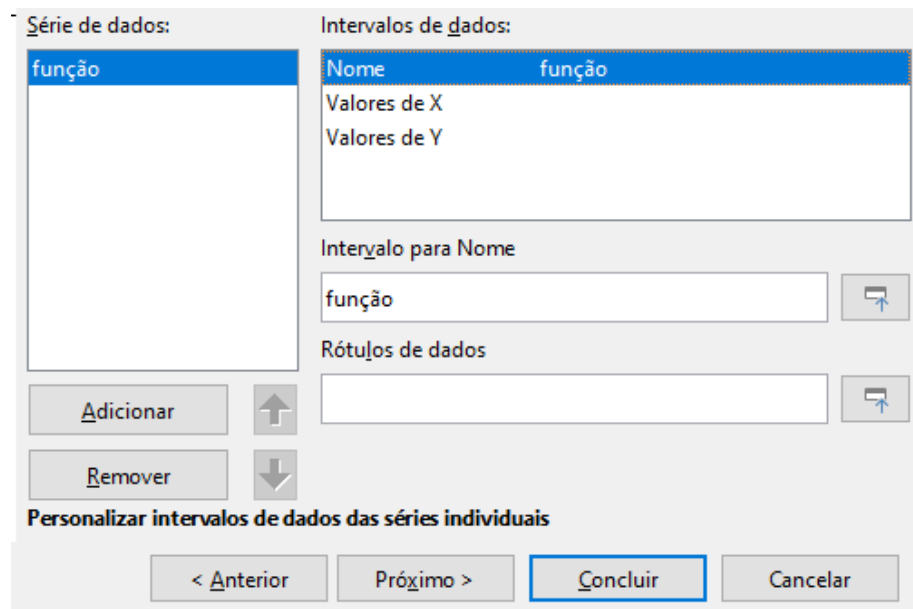 Série de dados:
Intervalos de dados:
função
Nome função
Valores de X
Valores de Y
Intervalo para Nome
função
Rótulos de dados
Adicionar
Remover
Personalizar intervalos de dados das séries individuais
< Anterior
Próximo >
Concluir
Cancelar